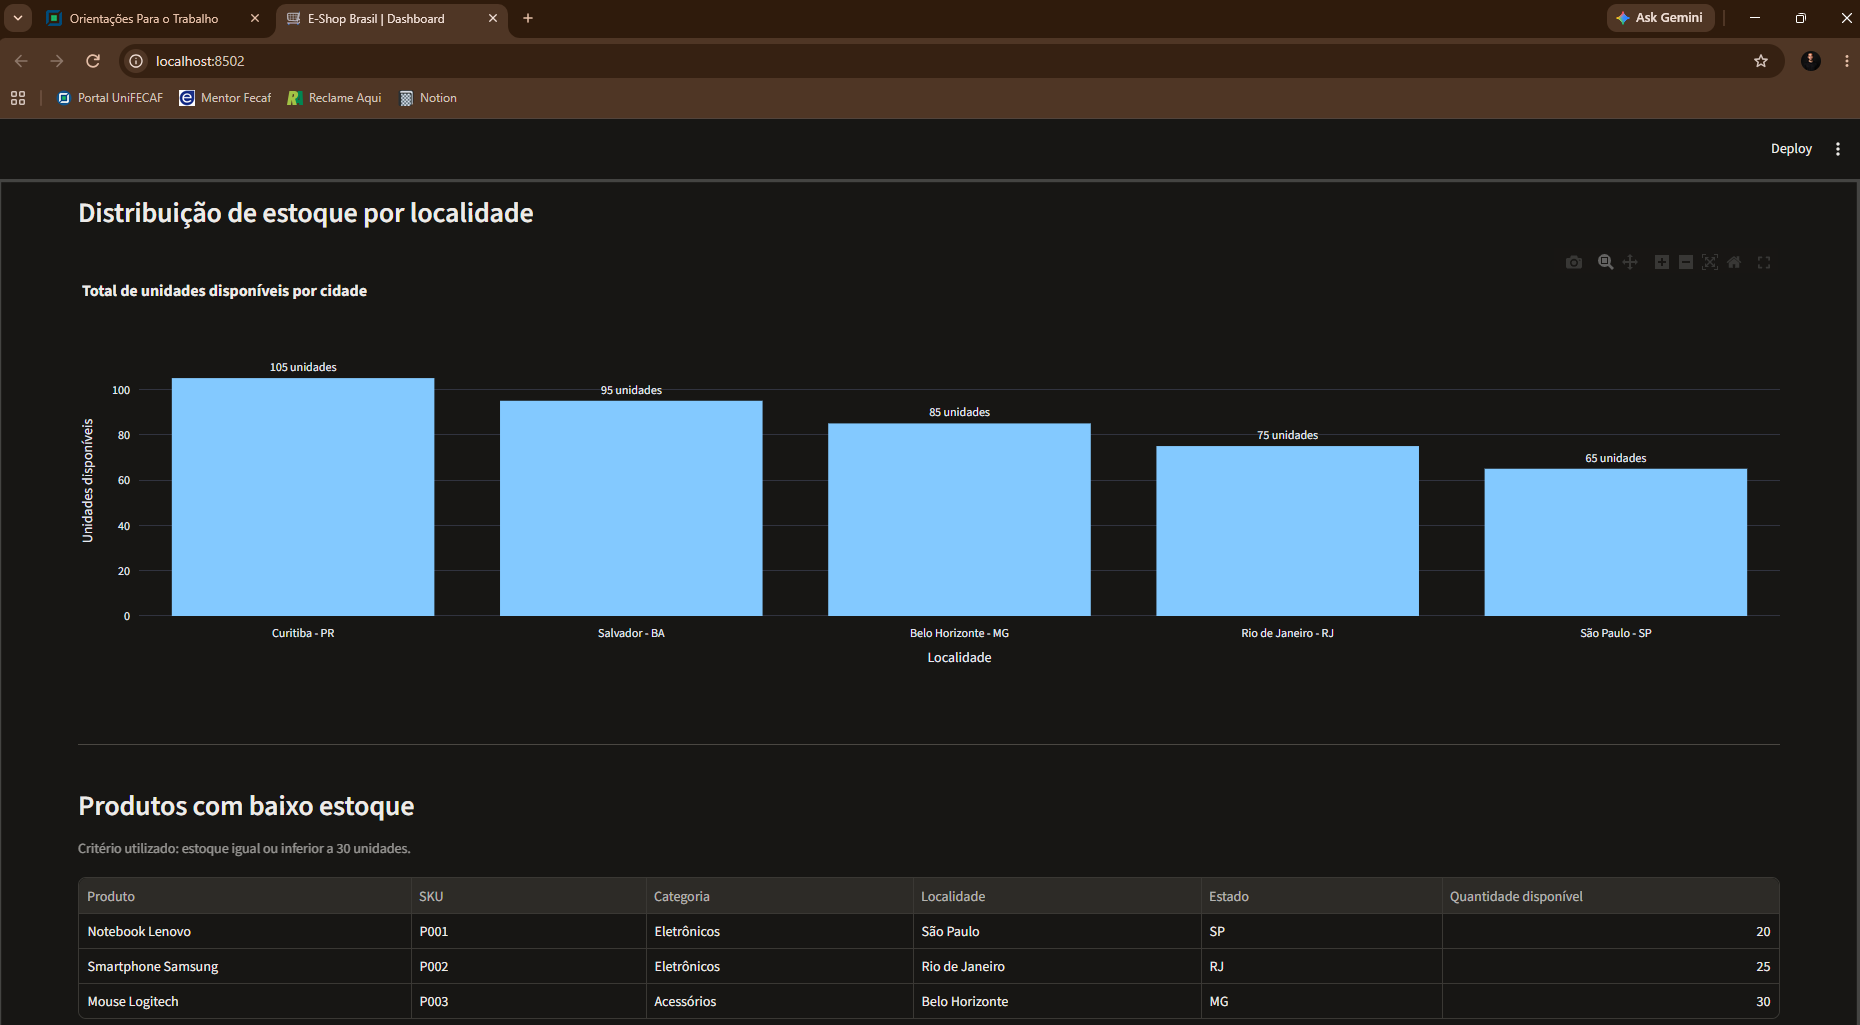 Orientações Para o Trabalho
E-Shop Brasil | Dashboard
Ask Gemini
localhost:8502
Portal UniFECAF
Mentor Fecaf
Reclame Aqui
Notion
Deploy
Distribuição de estoque por localidade
Total de unidades disponíveis por cidade
105 unidades
95 unidades
85 unidades
75 unidades
65 unidades
100
80
60
40
20
0
Unidades disponíveis
Curitiba - PR
Salvador - BA
Belo Horizonte - MG
Rio de Janeiro - RJ
São Paulo - SP
Localidade
Produtos com baixo estoque
Critério utilizado: estoque igual ou inferior a 30 unidades.
Produto SKU Categoria Localidade Estado Quantidade disponível
Notebook Lenovo P001 Eletrônicos São Paulo SP 20
Smartphone Samsung P002 Eletrônicos Rio de Janeiro RJ 25
Mouse Logitech P003 Acessórios Belo Horizonte MG 30